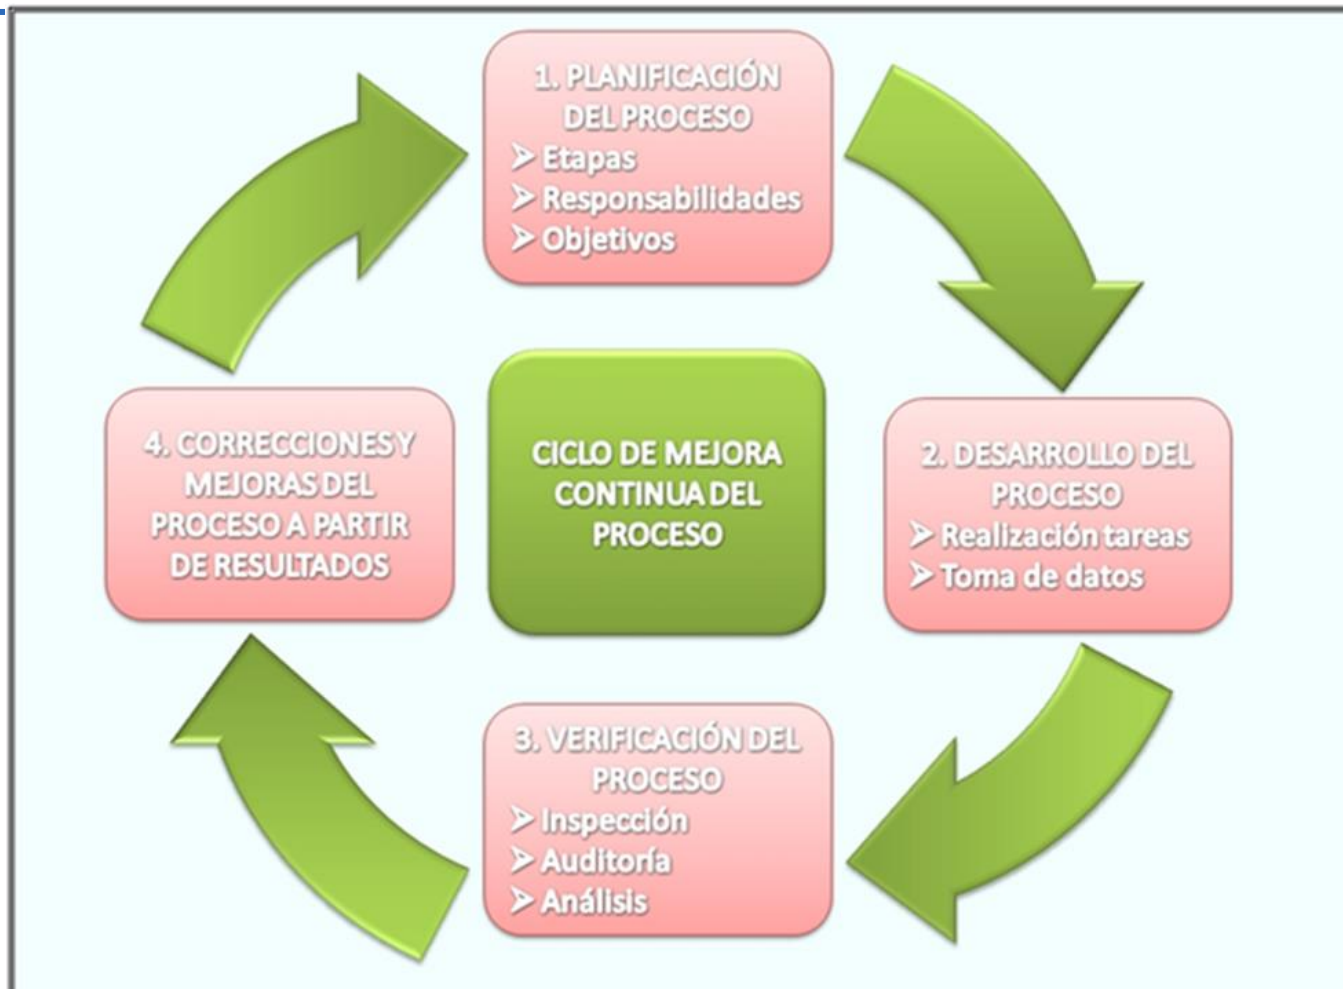 1. PLANIFICACIÓN
DEL PROCESO
➢ Etapas
➢ Responsabilidades
➢ Objetivos
2. DESARROLLO DEL
PROCESO
➢ Realización tareas
➢ Toma de datos
3. VERIFICACIÓN DEL
PROCESO
➢ Inspección
➢ Auditoría
➢ Análisis
4. CORRECCIONES Y
MEJORAS DEL
PROCESO A PARTIR
DE RESULTADOS
CICLO DE MEJORA
CONTINUA DEL
PROCESO